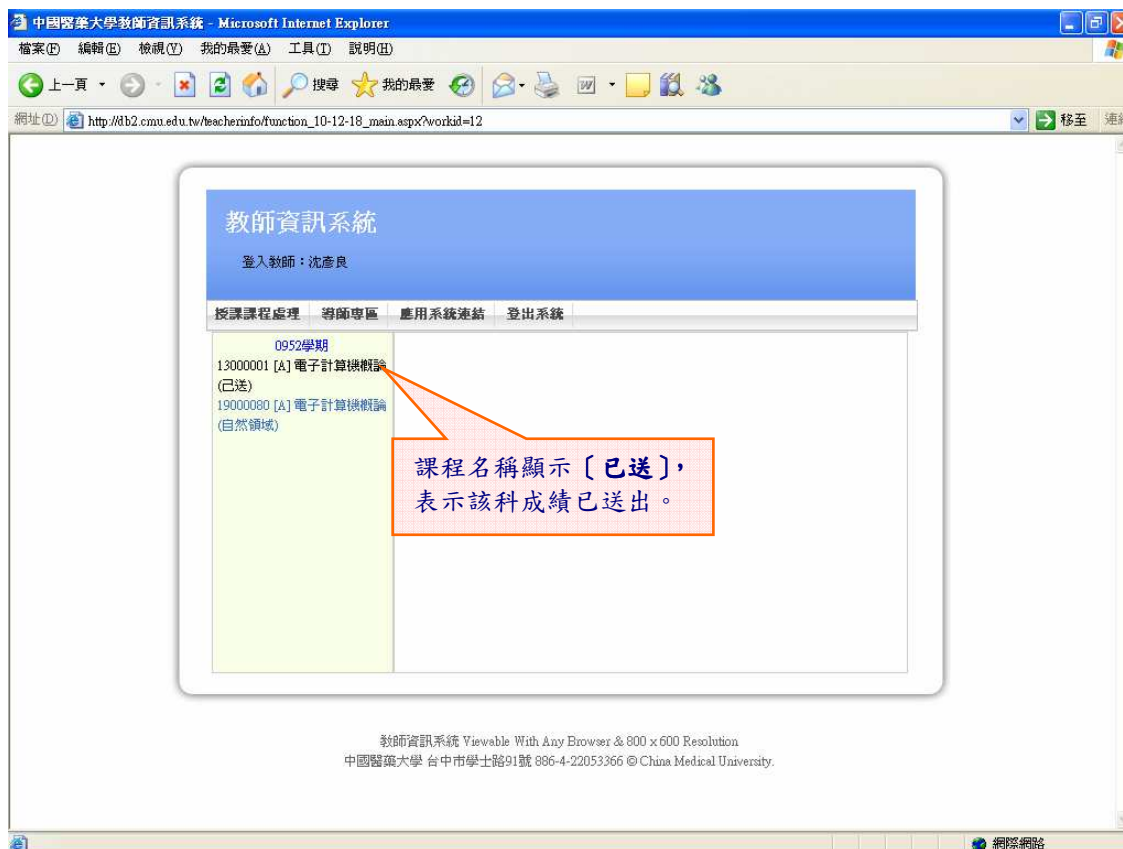 中國醫藥大學教師資訊系統 - Microsoft Internet Explorer
檔案(F) 編輯(E) 檢視(V) 我的最愛(A) 工具(T) 說明(H)
上一頁 搜尋 我的最愛
網址(D) http://db2.cmu.edu.tw/teacherinfo/function_10-12-18_main.aspx?workid=12 移至 連結
教師資訊系統
登入教師：沈彥良
授課課程處理 導師專區 應用系統連結 登出系統
0952學期
13000001 [A] 電子計算機概論
(已送)
19000080 [A] 電子計算機概論
(自然領域)
課程名稱顯示〔已送〕，
表示該科成績已送出。
教師資訊系統 Viewable With Any Browser & 800 x 600 Resolution
中國醫藥大學 台中市學士路91號 886-4-22053366 © China Medical University.
網際網路